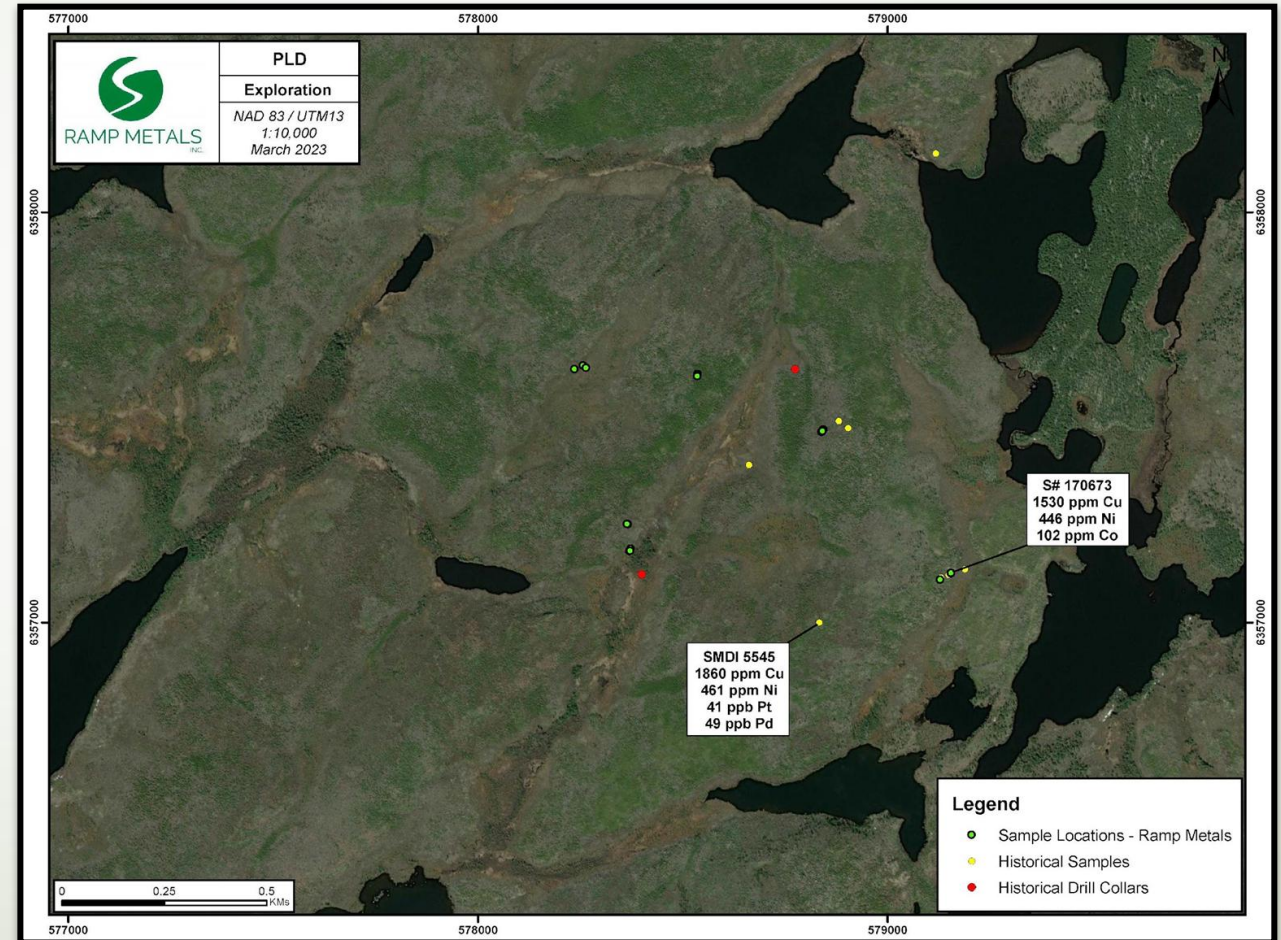 577000
578000
579000
RAMP METALS
INC.
PLD
Exploration
NAD 83 / UTM13
1:10,000
March 2023
N
6358000
6358000
6357000
6357000
S# 170673
1530 ppm Cu
446 ppm Ni
102 ppm Co
SMDI 5545
1860 ppm Cu
461 ppm Ni
41 ppb Pt
49 ppb Pd
Legend
Sample Locations - Ramp Metals
Historical Samples
Historical Drill Collars
0 0.25 0.5
KMs
577000
578000
579000